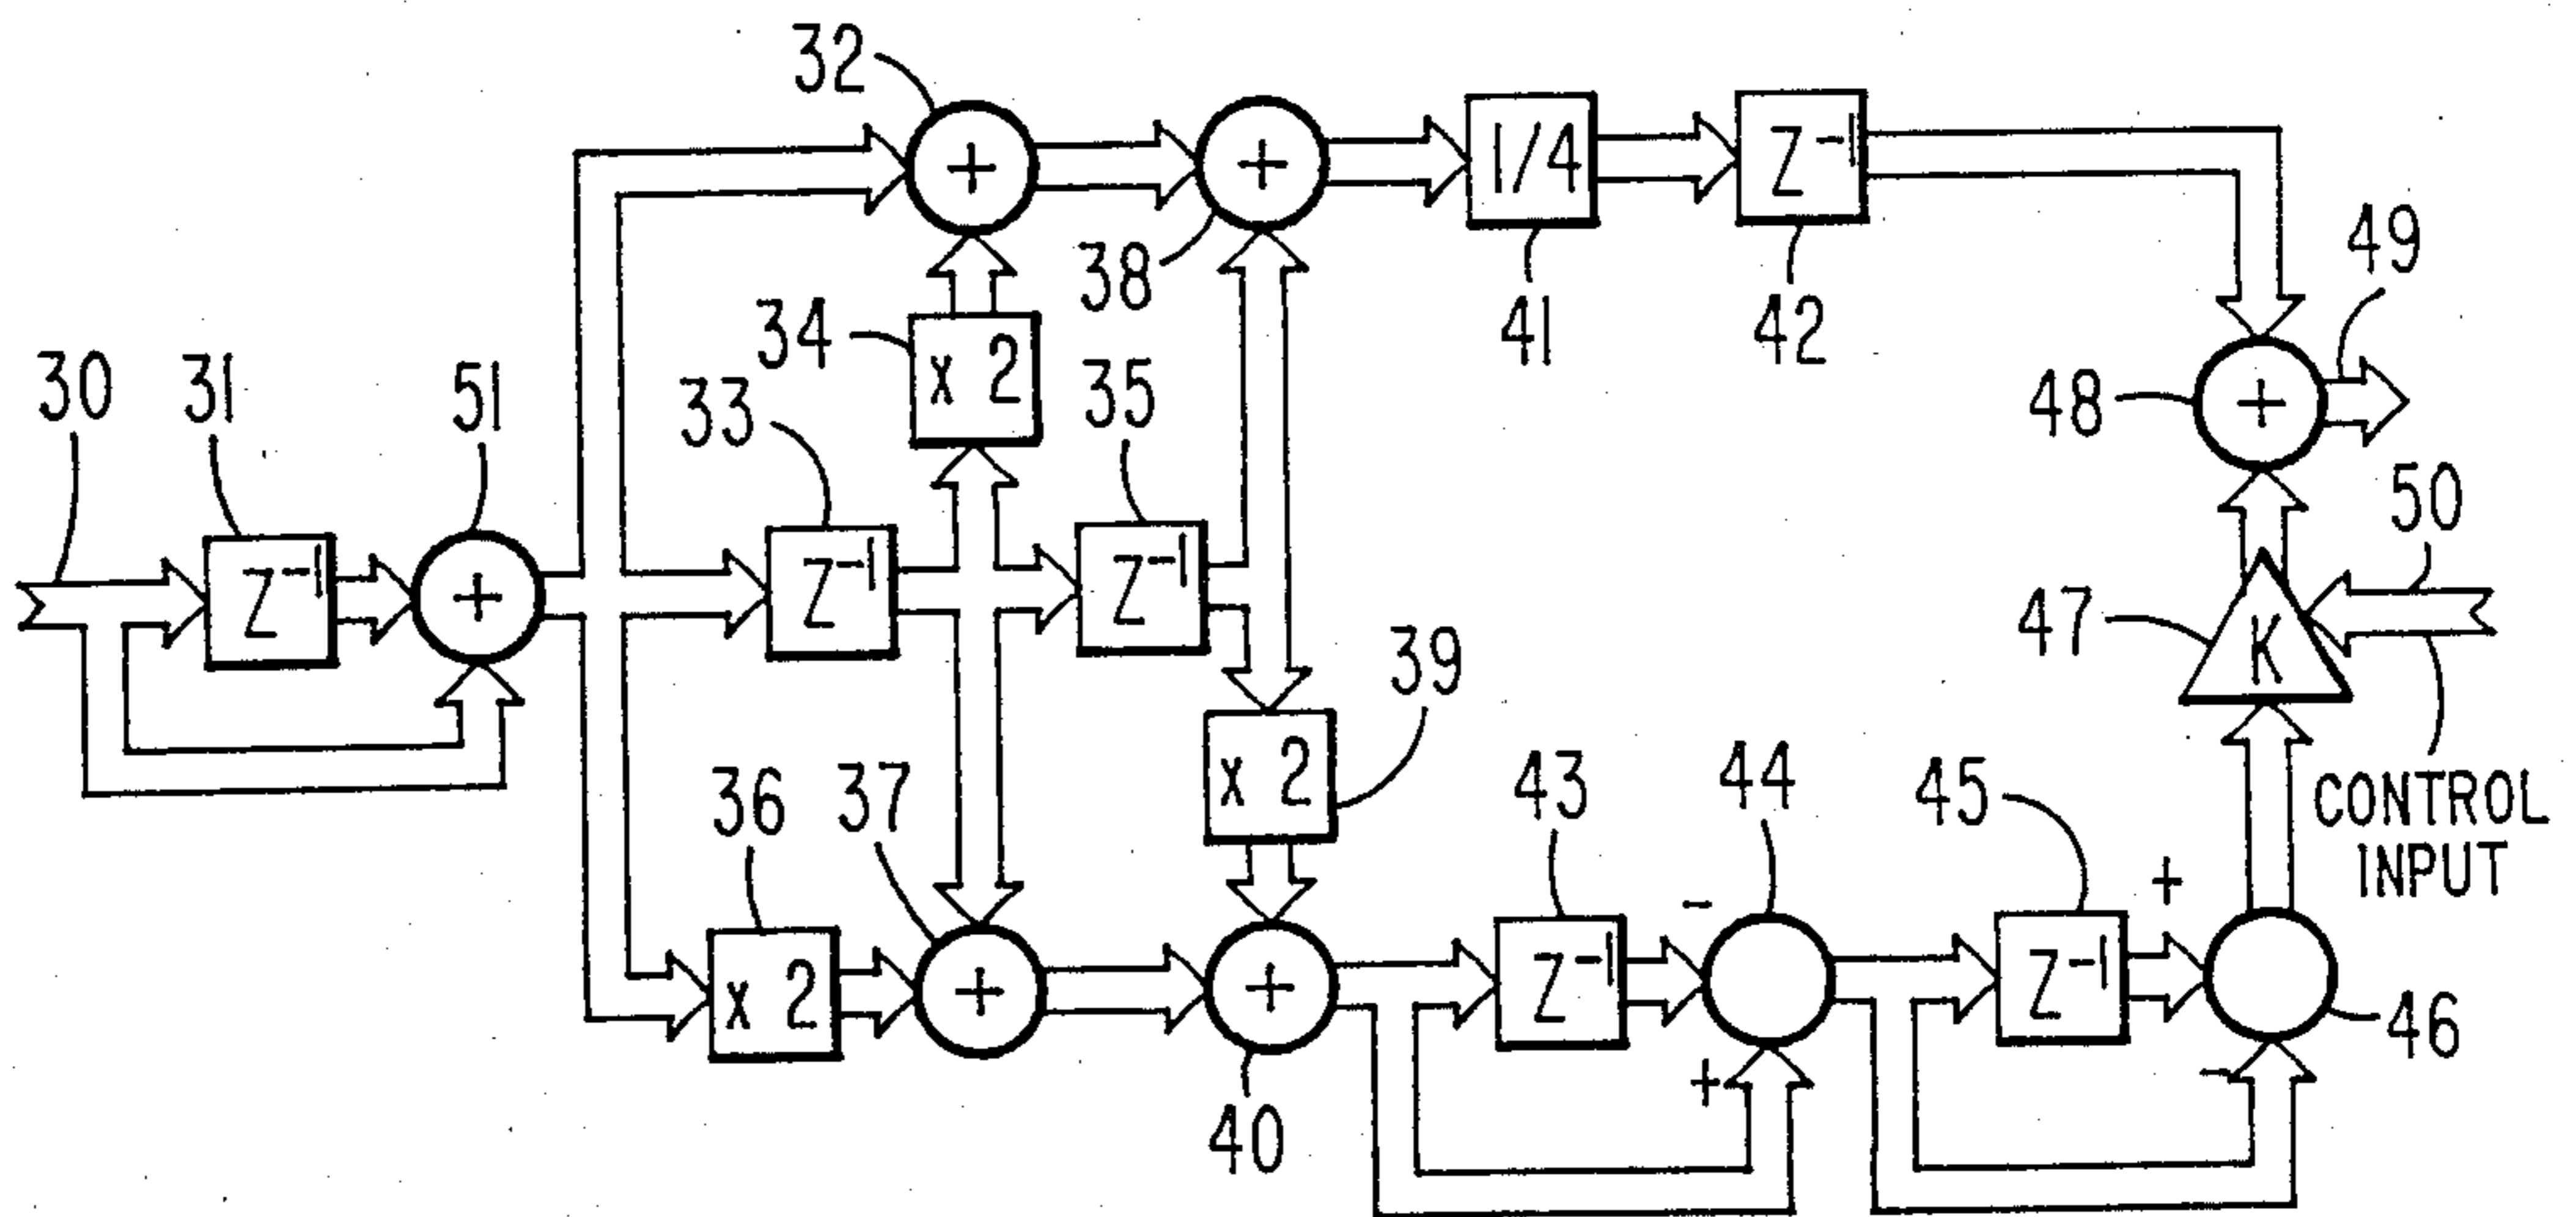 32
+
38
+
41
1/4
42
Z⁻¹
49
48
+
30
31
Z⁻¹
51
+
33
Z⁻¹
34
x 2
35
Z⁻¹
50
47
K
CONTROL
INPUT
39
x 2
36
x 2
37
+
40
+
43
Z⁻¹
44
-
+
45
Z⁻¹
+
-
46